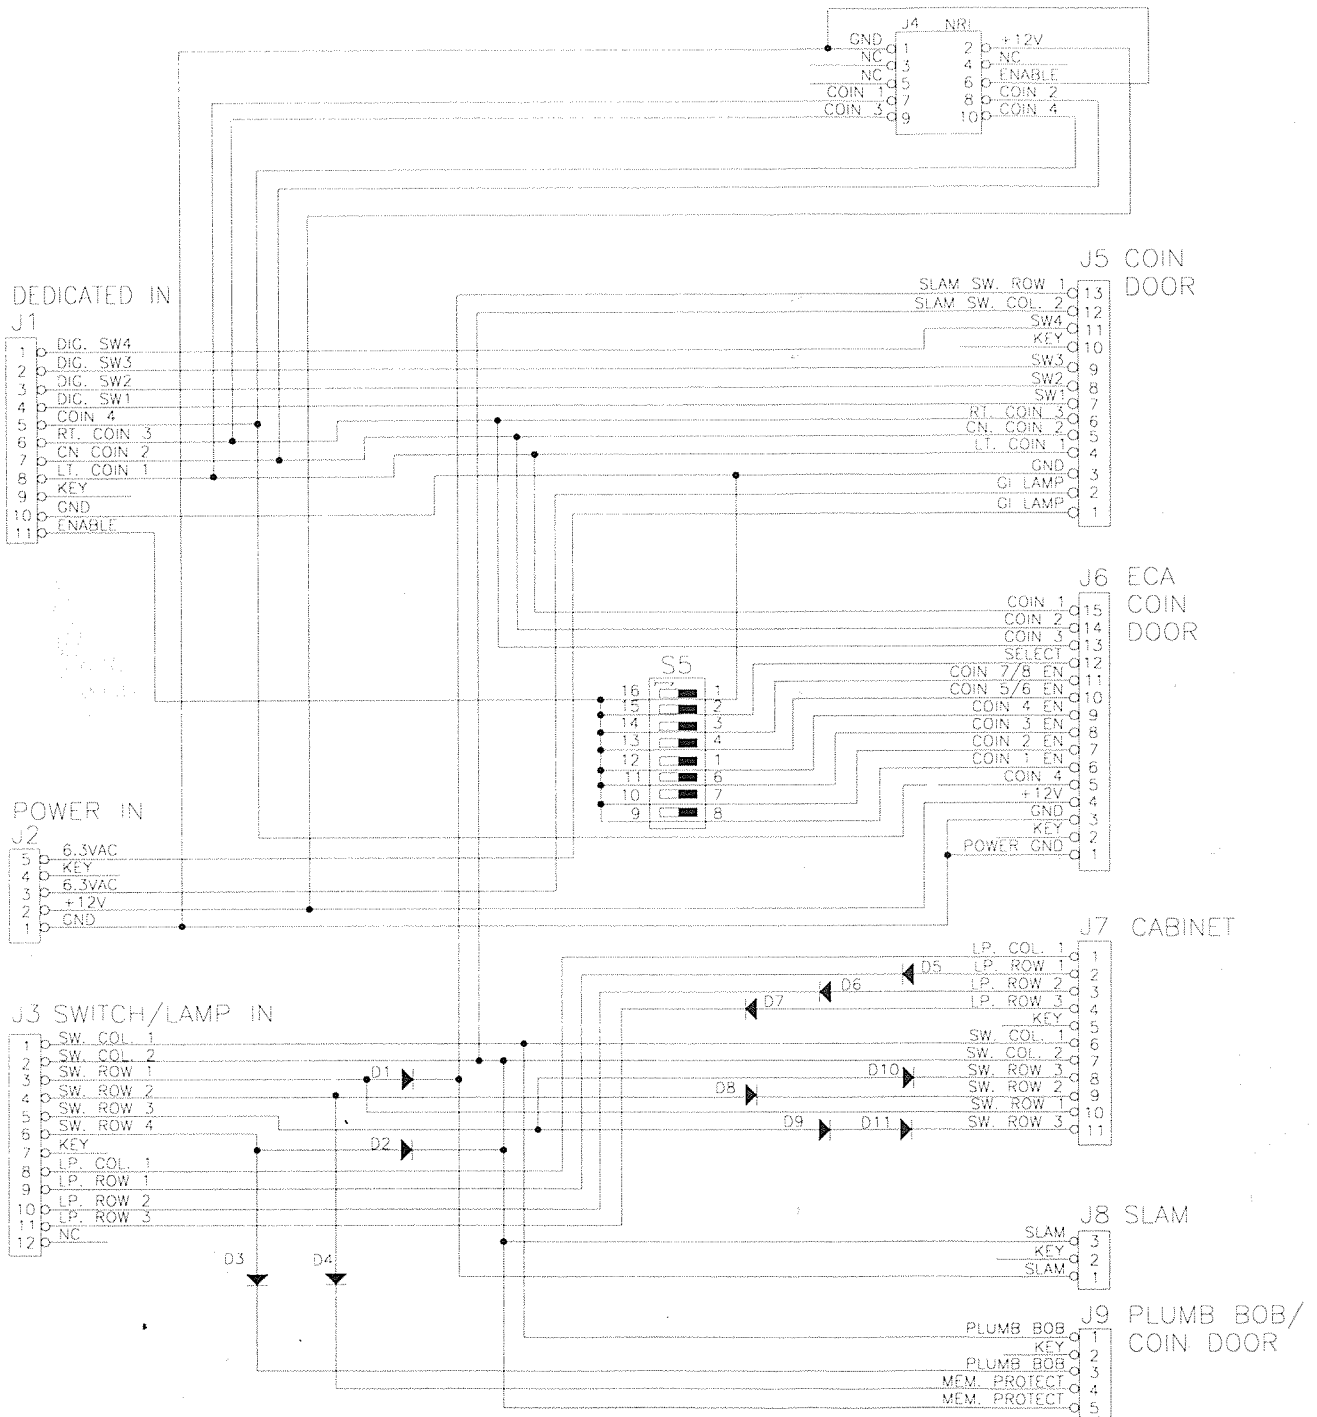 J4 NRI
GND 1 2 +12V
NC 3 4 NC
NC 5 6 ENABLE
COIN 1 7 8 COIN 2
COIN 3 9 10 COIN 4
DEDICATED IN
J1
1 DIG. SW4
2 DIG. SW3
3 DIG. SW2
4 DIG. SW1
5 COIN 4
6 RT. COIN 3
7 CN. COIN 2
8 LT. COIN 1
9 KEY
10 GND
11 ENABLE
J5 COIN
DOOR
SLAM SW. ROW 1 13
SLAM SW. COL. 2 12
SW4 11
KEY 10
SW3 9
SW2 8
SW1 7
RT. COIN 3 6
CN. COIN 2 5
LT. COIN 1 4
GND 3
GI LAMP 2
GI LAMP 1
J6 ECA
COIN
DOOR
COIN 1 15
COIN 2 14
COIN 3 13
SELECT 12
COIN 7/8 EN 11
COIN 5/6 EN 10
COIN 4 EN 9
COIN 3 EN 8
COIN 2 EN 7
COIN 1 EN 6
COIN 4 5
+12V 4
GND 3
KEY 2
POWER GND 1
S5
16 1
15 2
14 3
13 4
12 1
11 6
10 7
9 8
POWER IN
J2
5 6.3VAC
4 KEY
3 6.3VAC
2 +12V
1 GND
J3 SWITCH/LAMP IN
1 SW. COL. 1
2 SW. COL. 2
3 SW. ROW 1
4 SW. ROW 2
5 SW. ROW 3
6 SW. ROW 4
7 KEY
8 LP. COL. 1
9 LP. ROW 1
10 LP. ROW 2
11 LP. ROW 3
12 NC
D1
D2
D3 D4
D5
D6
D7
D8
D10
D9 D11
J7 CABINET
LP. COL. 1 1
LP. ROW 1 2
LP. ROW 2 3
LP. ROW 3 4
KEY 5
SW. COL. 1 6
SW. COL. 2 7
SW. ROW 3 8
SW. ROW 2 9
SW. ROW 1 10
SW. ROW 3 11
J8 SLAM
SLAM 3
KEY 2
SLAM 1
J9 PLUMB BOB/
COIN DOOR
PLUMB BOB 1
KEY 2
PLUMB BOB 3
MEM. PROTECT 4
MEM. PROTECT 5